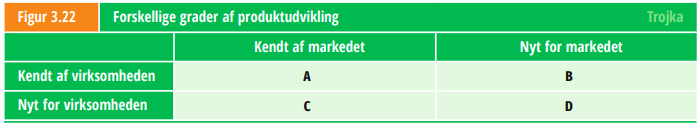 Figur 3.22 Forskellige grader af produktudvikling Trojka
Kendt af markedet Nyt for markedet
Kendt af virksomheden A B
Nyt for virksomheden C D